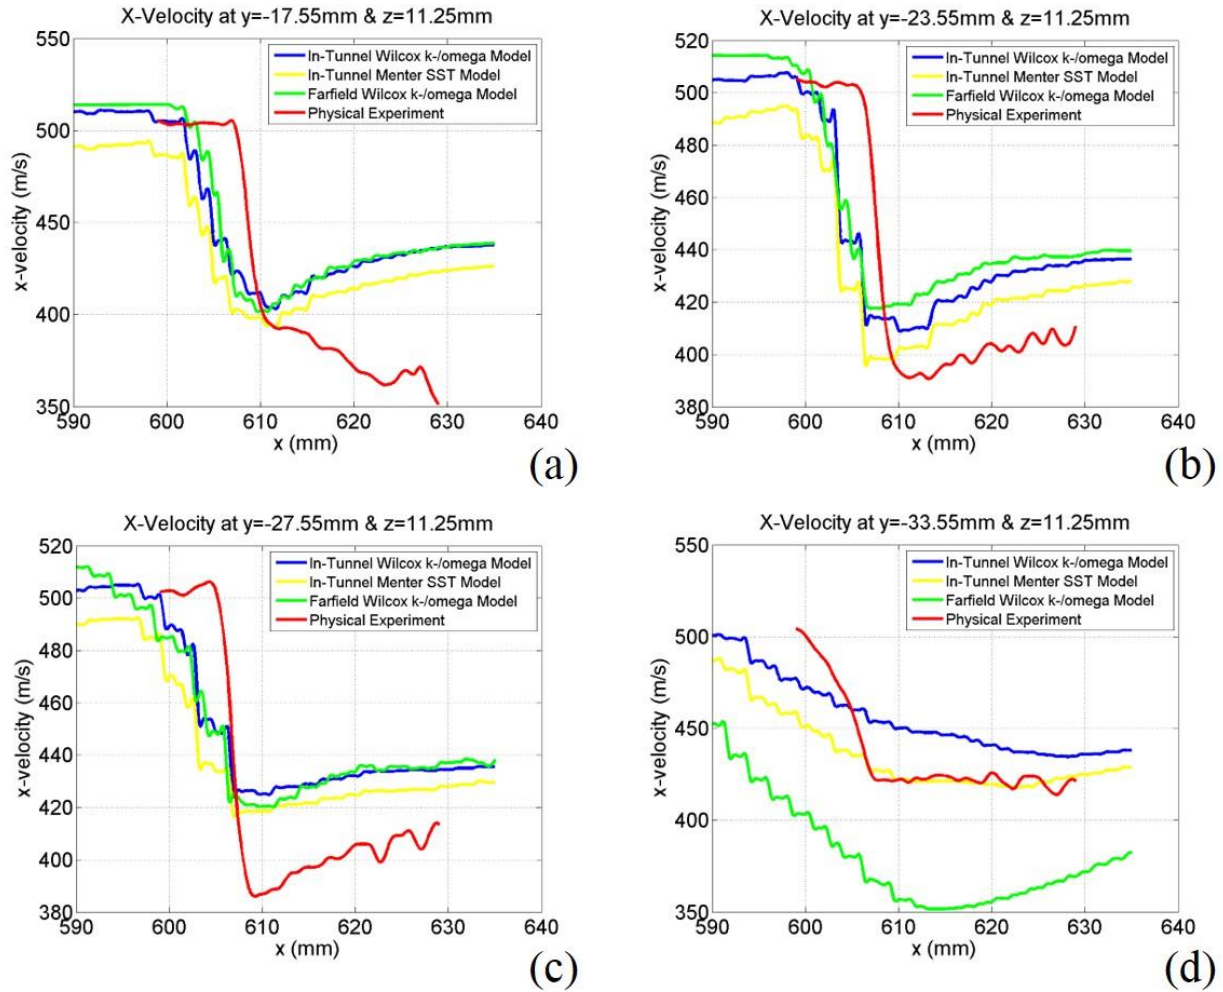 X-Velocity at y=-17.55mm & z=11.25mm
550
500
450
400
350
x-velocity (m/s)
In-Tunnel Wilcox k-/omega Model
In-Tunnel Menter SST Model
Farfield Wilcox k-/omega Model
Physical Experiment
590 600 610 620 630 640
x (mm)
(a)
X-Velocity at y=-23.55mm & z=11.25mm
520
500
480
460
440
420
400
380
x-velocity (m/s)
In-Tunnel Wilcox k-/omega Model
In-Tunnel Menter SST Model
Farfield Wilcox k-/omega Model
Physical Experiment
590 600 610 620 630 640
x (mm)
(b)
X-Velocity at y=-27.55mm & z=11.25mm
520
500
480
460
440
420
400
380
x-velocity (m/s)
In-Tunnel Wilcox k-/omega Model
In-Tunnel Menter SST Model
Farfield Wilcox k-/omega Model
Physical Experiment
590 600 610 620 630 640
x (mm)
(c)
X-Velocity at y=-33.55mm & z=11.25mm
550
500
450
400
350
x-velocity (m/s)
In-Tunnel Wilcox k-/omega Model
In-Tunnel Menter SST Model
Farfield Wilcox k-/omega Model
Physical Experiment
590 600 610 620 630 640
x (mm)
(d)